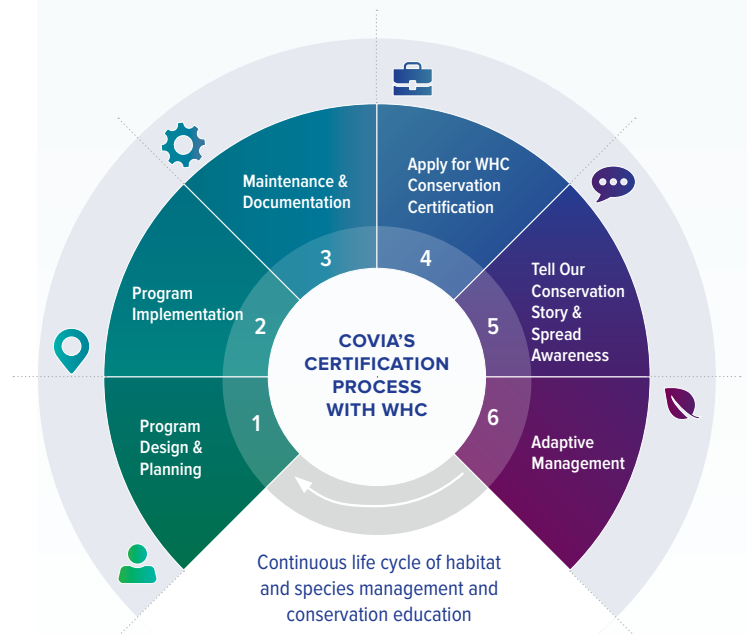 Apply for WHC
Conservation
Certification
4
Maintenance &
Documentation
3
Program
Implementation
2
Tell Our
Conservation
Story &
Spread
Awareness
5
COVIA'S
CERTIFICATION
PROCESS
WITH WHC
Program
Design &
Planning
1
Adaptive
Management
6
Continuous life cycle of habitat
and species management and
conservation education